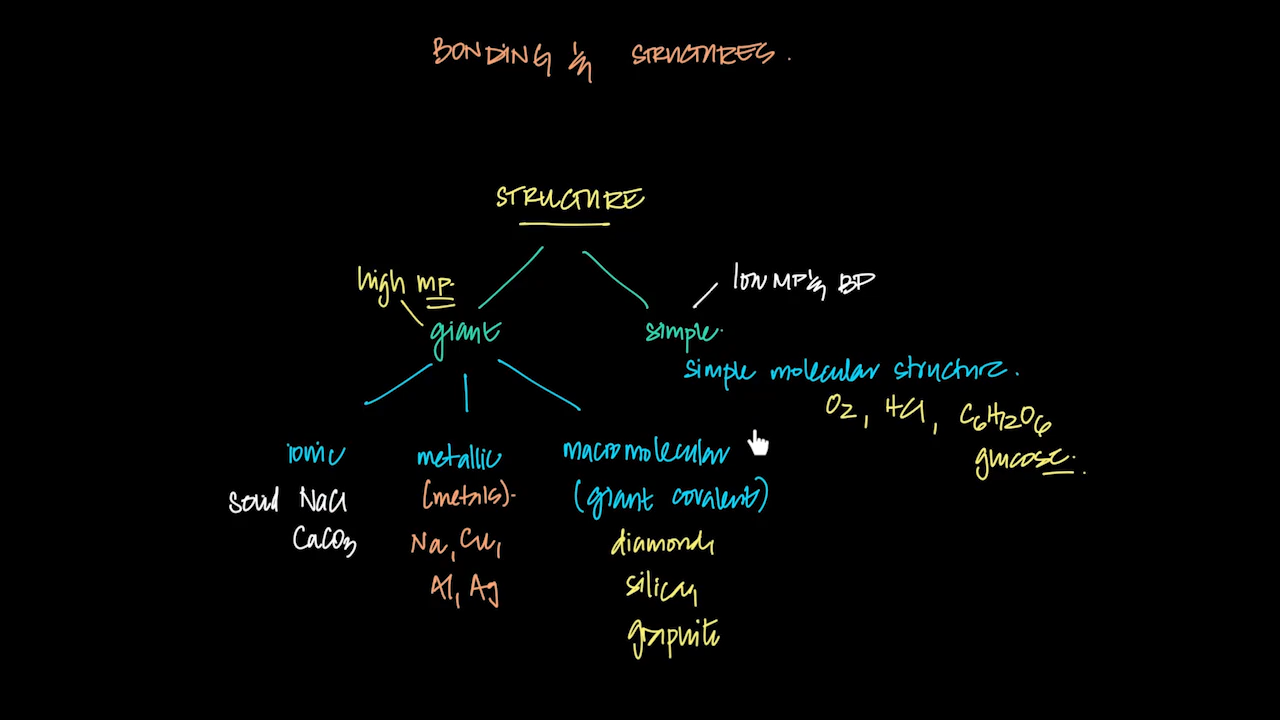 BONDING & STRUCTURES.
STRUCTURE
high mp.
low MP & BP
giant
simple.
simple molecular structure.
O2, HCl, C6H12O6
glucose.
ionic
metallic
macromolecular
solid NaCl
(metals).
(giant covalent)
CaCO3
Na, Cu,
diamond,
Al, Ag
silica,
graphite